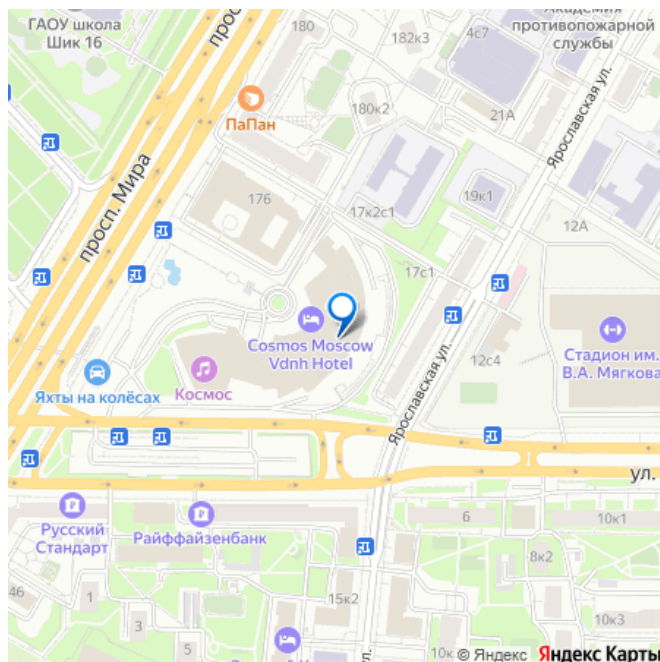 ГАОУ школа
Шик 16
просп
180
182к3
4с7
Академия
противопожарной
службы
ПаПан
180к2
21А
Ярославская ул.
просп. Мира
176
17к2с1
19к1
12А
17с1
Cosmos Moscow
Vdnh Hotel
Стадион им.
В.А. Мягкова
12с4
Яхты на колёсах
Космос
Ярославская ул.
ул.
Русский
Стандарт
Райффайзенбанк
6
10к1
8к2
46
1
3
5
15к2
10к3
10к
ул.
© Яндекс
Яндекс Карты